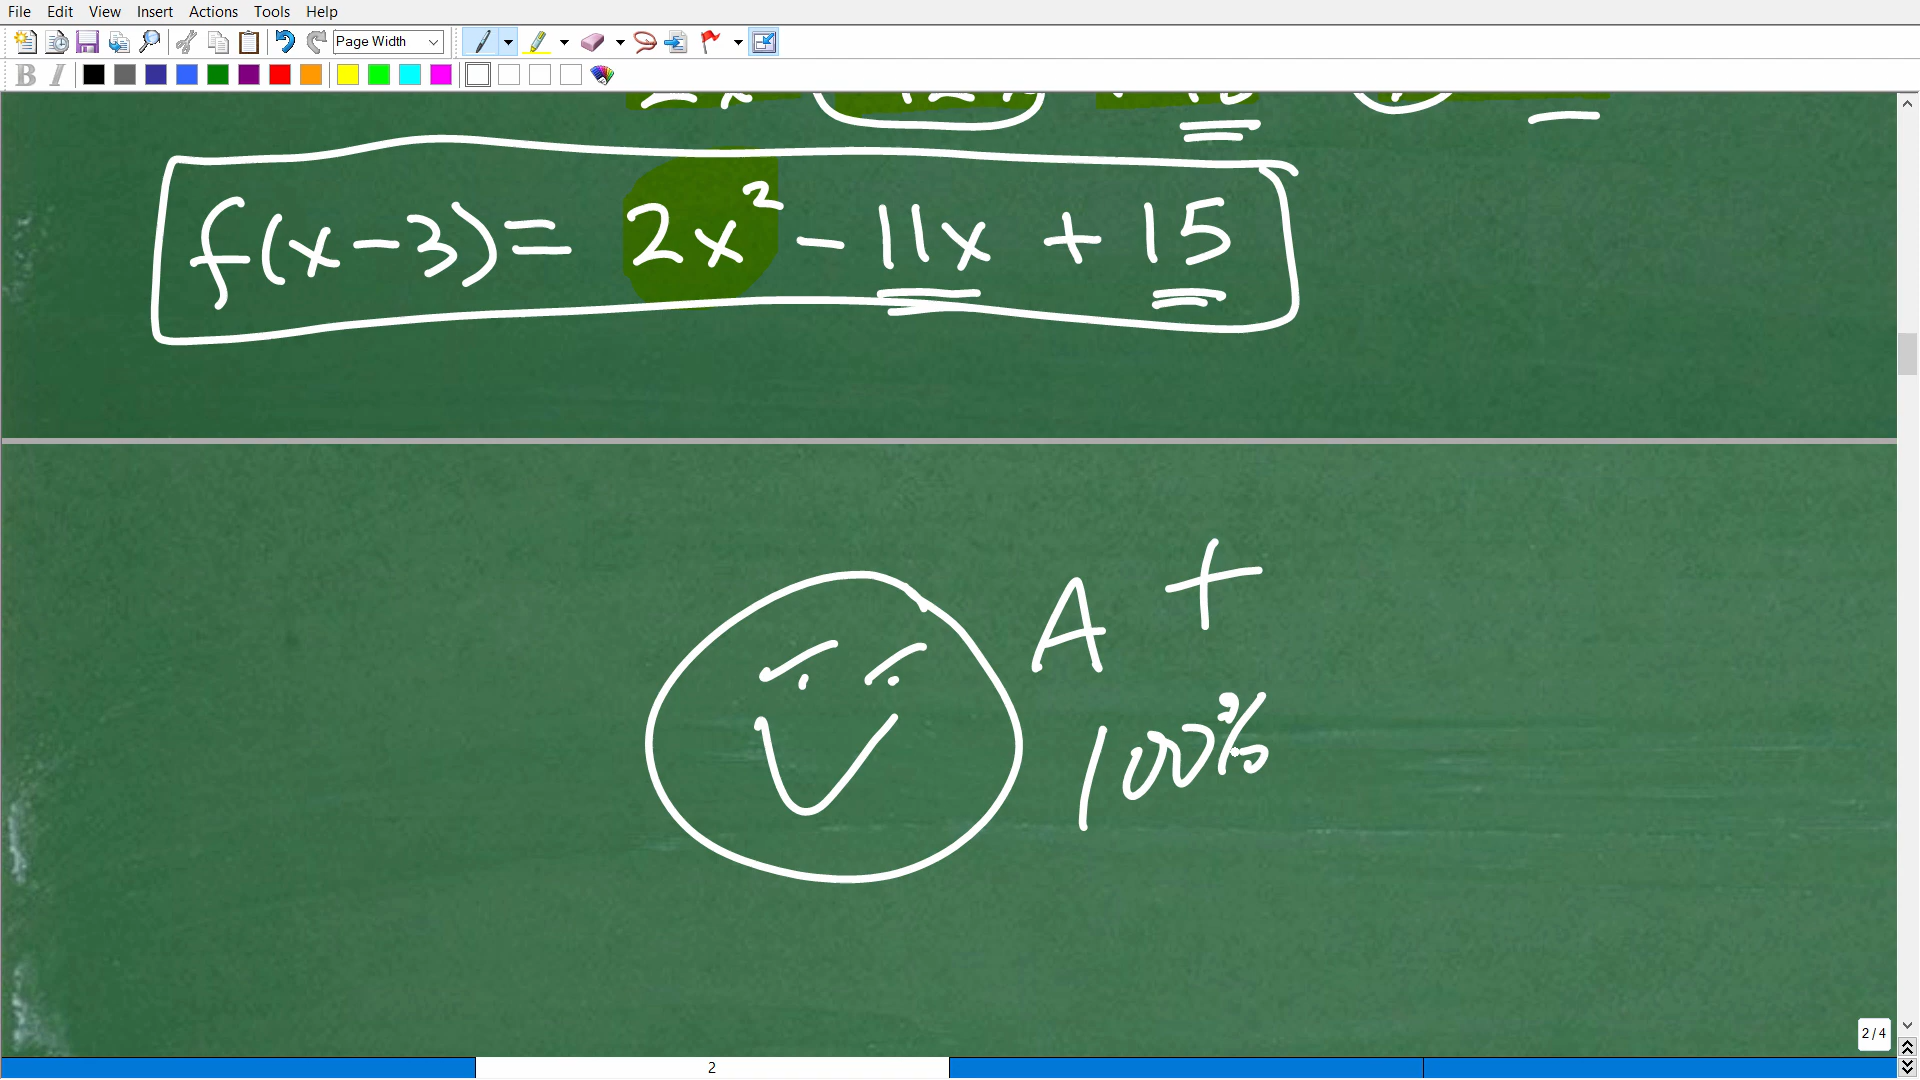 File Edit View Insert Actions Tools Help
Page Width
B I
f(x-3)= 2x² - 11x + 15
A +
100%
2 / 4
2